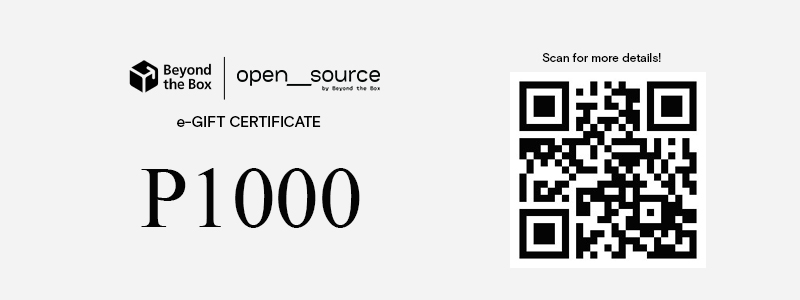 Beyond
the Box
open__source
by Beyond the Box
e-GIFT CERTIFICATE
P1000
Scan for more details!